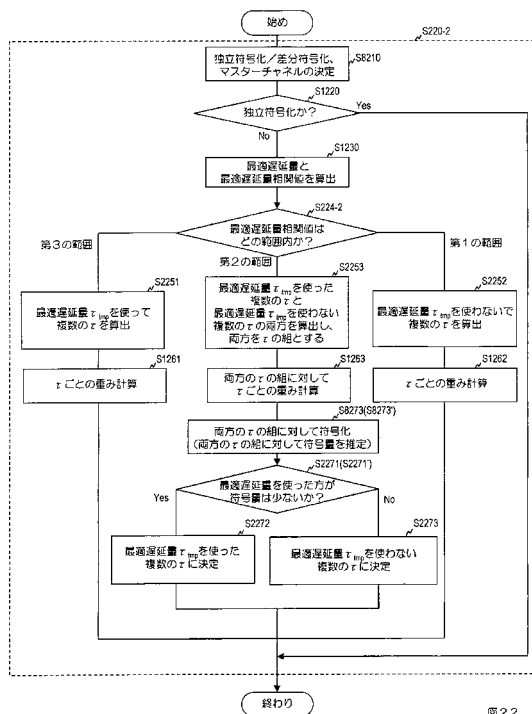 始め
S220-2
独立符号化/差分符号化、
マスターチャネルの決定
S8210
独立符号化か?
S1220
Yes
No
最適遅延量と
最適遅延量相関値を算出
S1230
最適遅延量相関値は
どの範囲内か?
S224-2
第3の範囲
第2の範囲
第1の範囲
S2251
最適遅延量τtmpを使って
複数のτを算出
S2253
最適遅延量τtmpを使った
複数のτと
最適遅延量τtmpを使わない
複数のτの両方を算出し、
両方をτの組とする
S2252
最適遅延量τtmpを使わないで
複数のτを算出
S1261
τごとの重み計算
S1263
両方のτの組に対して
τごとの重み計算
S1262
τごとの重み計算
S8273(S8273')
両方のτの組に対して符号化
(両方のτの組に対して符号量を推定)
S2271(S2271')
最適遅延量を使った方が
符号量は少ないか?
Yes
No
S2272
最適遅延量τtmpを使った
複数のτに決定
S2273
最適遅延量τtmpを使わない
複数のτに決定
終わり
図22